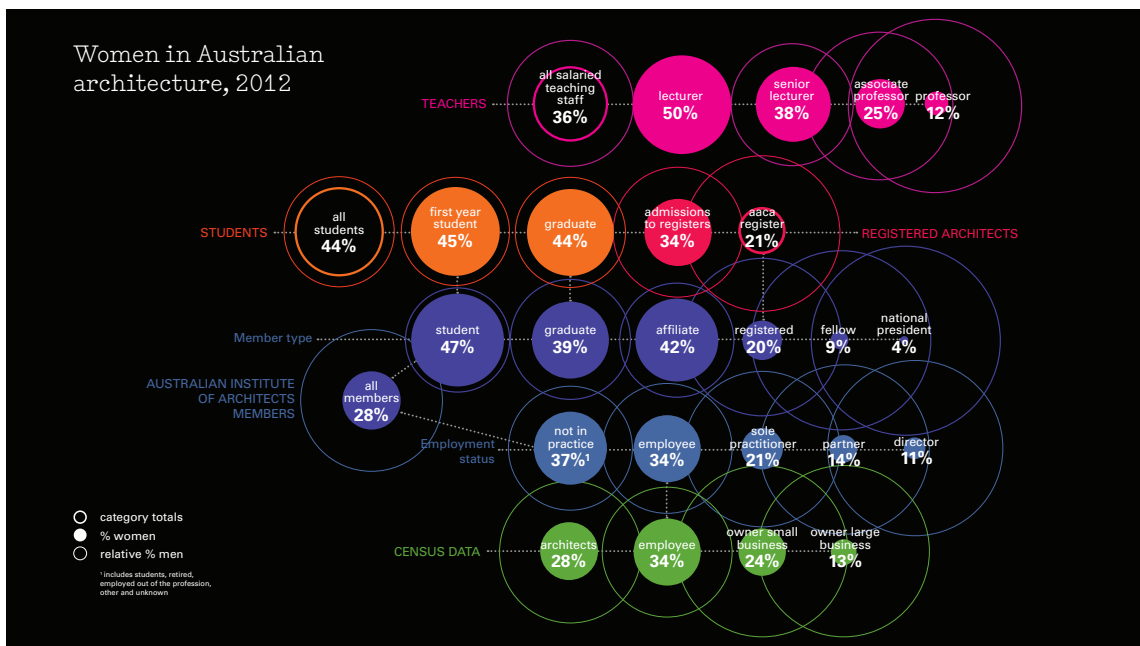 Women in Australian
architecture, 2012
TEACHERS
all salaried
teaching
staff
36%
lecturer
50%
senior
lecturer
38%
associate
professor
25%
professor
12%
STUDENTS
all
students
44%
first year
student
45%
graduate
44%
admissions
to registers
34%
aaca
register
21%
REGISTERED ARCHITECTS
Member type
student
47%
graduate
39%
affiliate
42%
registered
20%
fellow
9%
national
president
4%
AUSTRALIAN INSTITUTE
OF ARCHITECTS
MEMBERS
all
members
28%
Employment
status
not in
practice
37%¹
employee
34%
sole
practitioner
21%
partner
14%
director
11%
CENSUS DATA
architects
28%
employee
34%
owner small
business
24%
owner large
business
13%
category totals
% women
relative % men
¹ includes students, retired,
employed out of the profession,
other and unknown